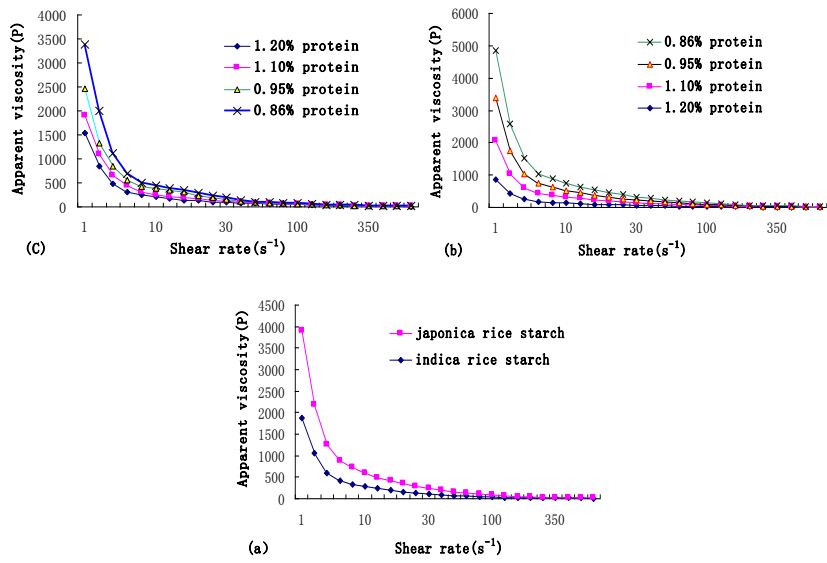 4000
3500
3000
2500
2000
1500
1000
500
0
Apparent viscosity(P)
1.20% protein
1.10% protein
0.95% protein
0.86% protein
1 10 30 100 350
(C) Shear rate(s⁻¹)
6000
5000
4000
3000
2000
1000
0
Apparent viscosity(P)
0.86% protein
0.95% protein
1.10% protein
1.20% protein
1 10 30 100 350
(b) Shear rate(s⁻¹)
4500
4000
3500
3000
2500
2000
1500
1000
500
0
Apparent viscosity(P)
japonica rice starch
indica rice starch
1 10 30 100 350
(a) Shear rate(s⁻¹)